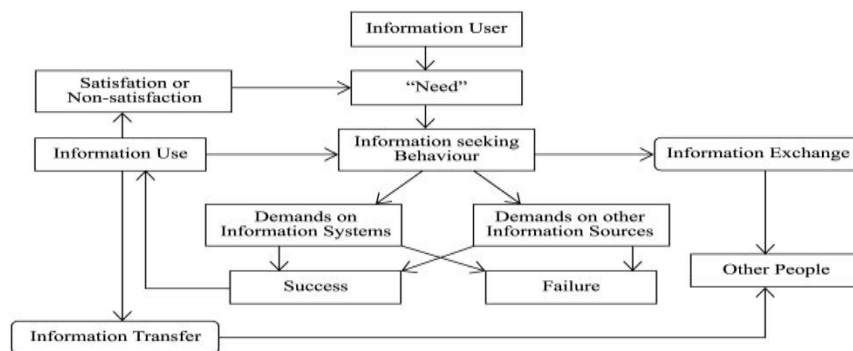 Information User
Satisfation or
Non-satisfaction
“Need”
Information Use
Information seeking
Behaviour
Information Exchange
Demands on
Information Systems
Demands on other
Information Sources
Other People
Success
Failure
Information Transfer